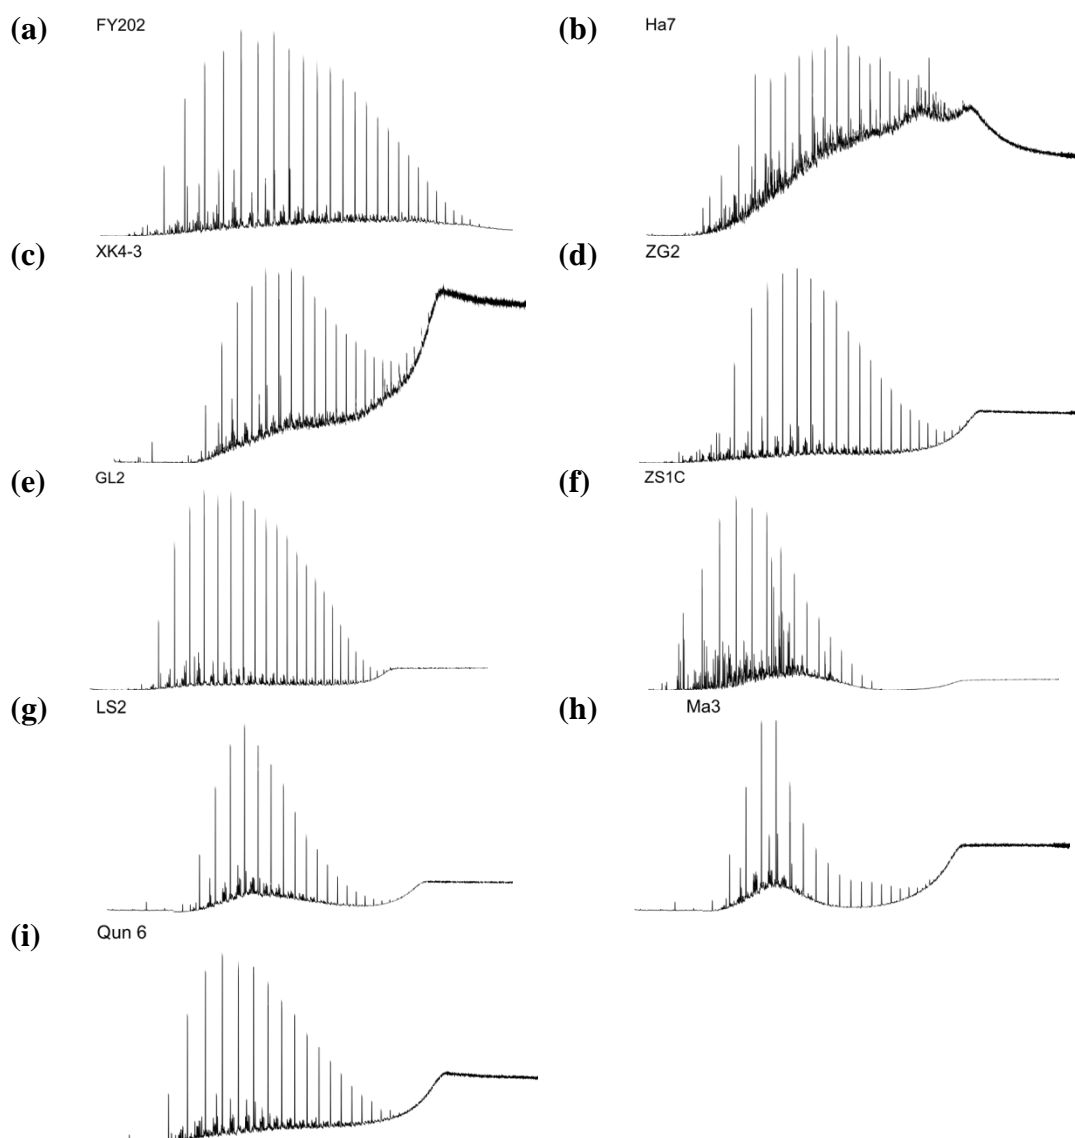 (a) FY202
(b) Ha7
(c) XK4-3
(d) ZG2
(e) GL2
(f) ZS1C
(g) LS2
(h) Ma3
(i) Qun 6